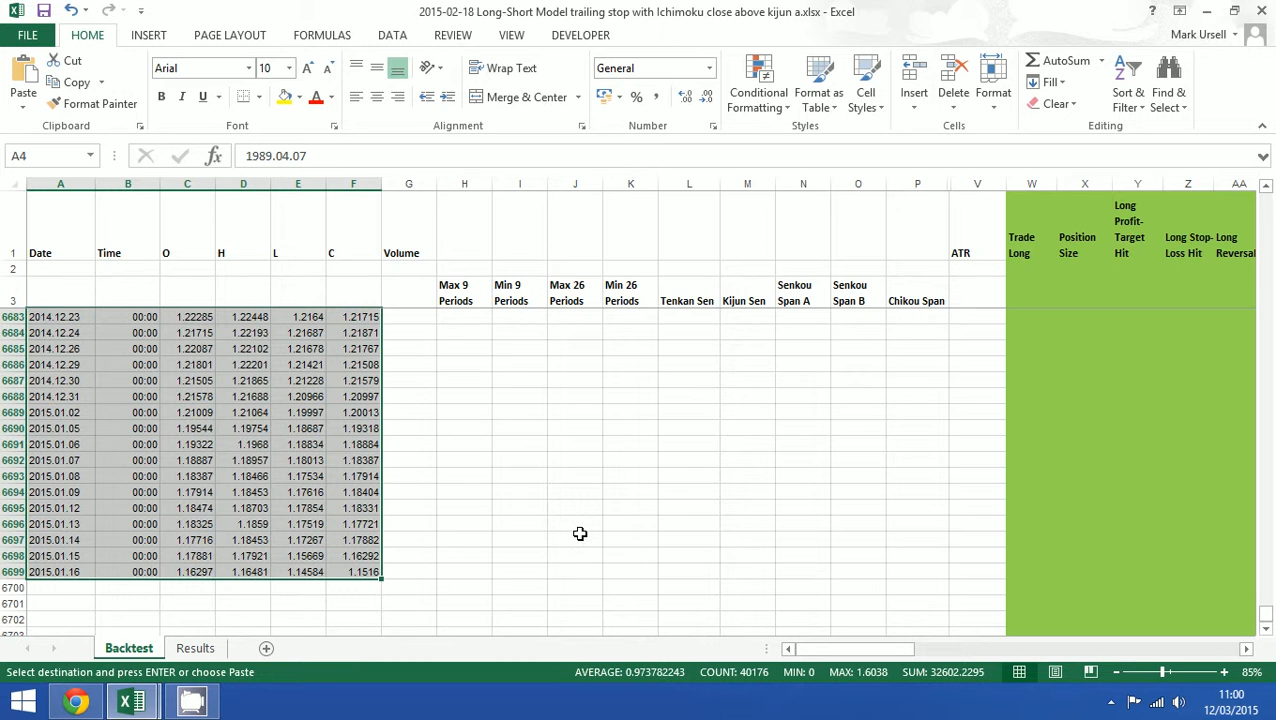 2015-02-18 Long-Short Model trailing stop with Ichimoku close above kijun a.xlsx - Excel
FILE HOME INSERT PAGE LAYOUT FORMULAS DATA REVIEW VIEW DEVELOPER Mark Ursell
Paste Cut Copy Format Painter
Arial 10 B I U A
Wrap Text Merge & Center
General % ,
Conditional Formatting Format as Table Cell Styles
Insert Delete Format
AutoSum Fill Clear Sort & Filter Find & Select
Clipboard Font Alignment Number Styles Cells Editing
A4 fx 1989.04.07
A B C D E F G H I J K L M N O P V W X Y Z AA
1 Date Time O H L C Volume ATR Trade Long Position Size Long Profit-Target Hit Long Stop-Loss Hit Long Reversal
2
3 Max 9 Periods Min 9 Periods Max 26 Periods Min 26 Periods Tenkan Sen Kijun Sen Senkou Span A Senkou Span B Chikou Span
6683 2014.12.23 00:00 1.22285 1.22448 1.2164 1.21715
6684 2014.12.24 00:00 1.21715 1.22193 1.21687 1.21871
6685 2014.12.26 00:00 1.22087 1.22102 1.21678 1.21767
6686 2014.12.29 00:00 1.21801 1.22201 1.21421 1.21508
6687 2014.12.30 00:00 1.21505 1.21865 1.21228 1.21579
6688 2014.12.31 00:00 1.21578 1.21688 1.20966 1.20997
6689 2015.01.02 00:00 1.21009 1.21064 1.19997 1.20013
6690 2015.01.05 00:00 1.19544 1.19754 1.18687 1.19318
6691 2015.01.06 00:00 1.19322 1.1968 1.18834 1.18884
6692 2015.01.07 00:00 1.18887 1.18957 1.18013 1.18387
6693 2015.01.08 00:00 1.18387 1.18466 1.17534 1.17914
6694 2015.01.09 00:00 1.17914 1.18453 1.17616 1.18404
6695 2015.01.12 00:00 1.18474 1.18703 1.17854 1.18331
6696 2015.01.13 00:00 1.18325 1.1859 1.17519 1.17721
6697 2015.01.14 00:00 1.17716 1.18453 1.17267 1.17882
6698 2015.01.15 00:00 1.17881 1.17921 1.15669 1.16292
6699 2015.01.16 00:00 1.16297 1.16481 1.14584 1.1516
6700
6701
6702
6703
Backtest Results
Select destination and press ENTER or choose Paste AVERAGE: 0.973782243 COUNT: 40176 MIN: 0 MAX: 1.6038 SUM: 32602.2295 85%
11:00
12/03/2015